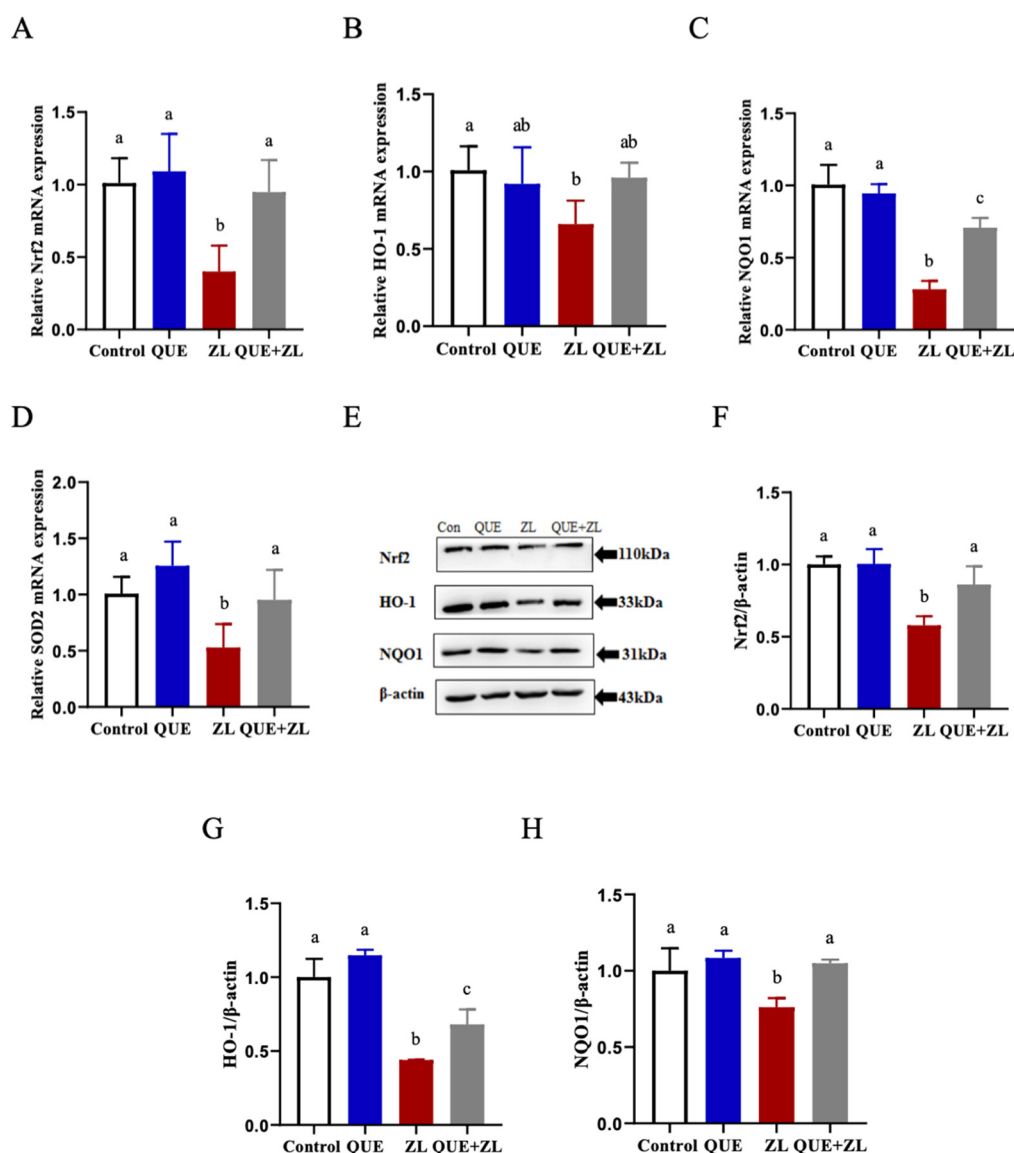 A
B
C
Relative Nrf2 mRNA expression
1.5
1.0
0.5
0.0
a
a
b
a
Control QUE ZL QUE+ZL
Relative HO-1 mRNA expression
1.5
1.0
0.5
0.0
a
ab
b
ab
Control QUE ZL QUE+ZL
Relative NQO1 mRNA expression
1.5
1.0
0.5
0.0
a
a
b
c
Control QUE ZL QUE+ZL
D
E
F
Relative SOD2 mRNA expression
2.0
1.5
1.0
0.5
0.0
a
a
b
a
Control QUE ZL QUE+ZL
Con QUE ZL QUE+ZL
Nrf2 110kDa
HO-1 33kDa
NQO1 31kDa
β-actin 43kDa
Nrf2/β-actin
1.5
1.0
0.5
0.0
a
a
b
a
Control QUE ZL QUE+ZL
G
H
HO-1/β-actin
1.5
1.0
0.5
0.0
a
a
b
c
Control QUE ZL QUE+ZL
NQO1/β-actin
1.5
1.0
0.5
0.0
a
a
b
a
Control QUE ZL QUE+ZL